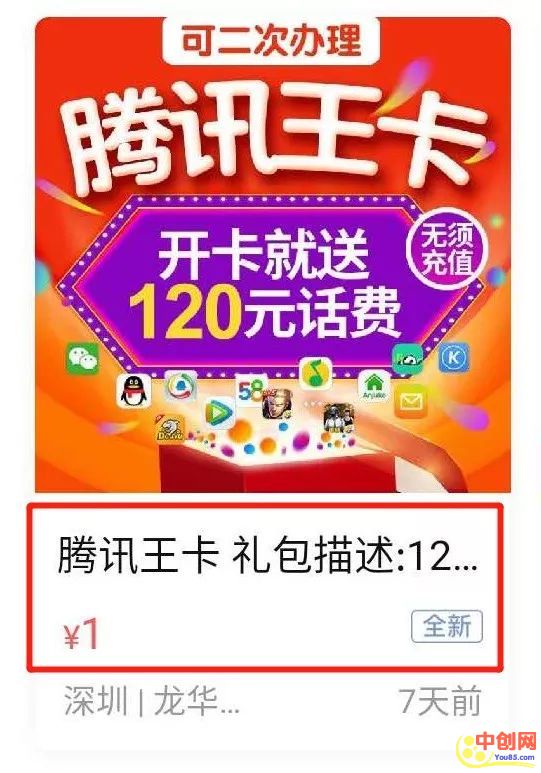 可二次办理
腾讯王卡
开卡就送
120元话费
无须
充值
58
Anjuke
K
腾讯王卡 礼包描述:12...
¥1
全新
深圳 | 龙华...
7天前
中创网
You85.com